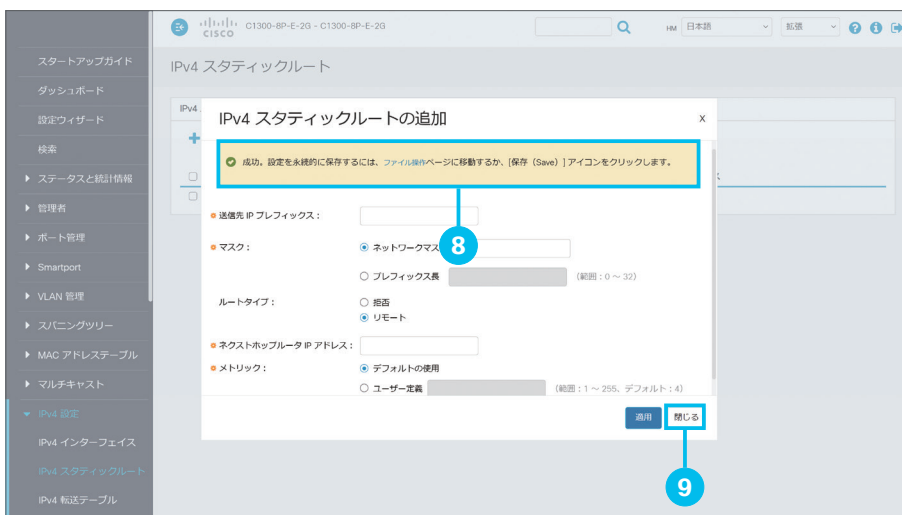 CISCO
C1300-8P-E-2G - C1300-8P-E-2G
HM
日本語
拡張
スタートアップガイド
ダッシュボード
設定ウィザード
検索
ステータスと統計情報
管理者
ポート管理
Smartport
VLAN 管理
スパニングツリー
MAC アドレステーブル
マルチキャスト
IPv4 設定
IPv4 インターフェイス
IPv4 スタティックルート
IPv4 転送テーブル
IPv4 スタティックルート
IPv4
IPv4 スタティックルートの追加
x
成功。設定を永続的に保存するには、ファイル操作ページに移動するか、[保存（Save）] アイコンをクリックします。
8
送信先 IP プレフィックス：
マスク：
ネットワークマス
プレフィックス長
（範囲：0 ～ 32）
ルートタイプ：
拒否
リモート
ネクストホップルータ IP アドレス：
メトリック：
デフォルトの使用
ユーザー定義
（範囲：1 ～ 255、デフォルト：4）
適用
閉じる
9